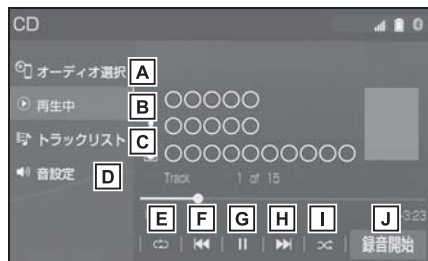 CD
オーディオ選択 A
再生中 B
トラックリスト C
音設定 D
○○○○○
○○○○○
○○○○○○○○○○
Track 1 of 15
-3:23
E F G H I J
録音開始